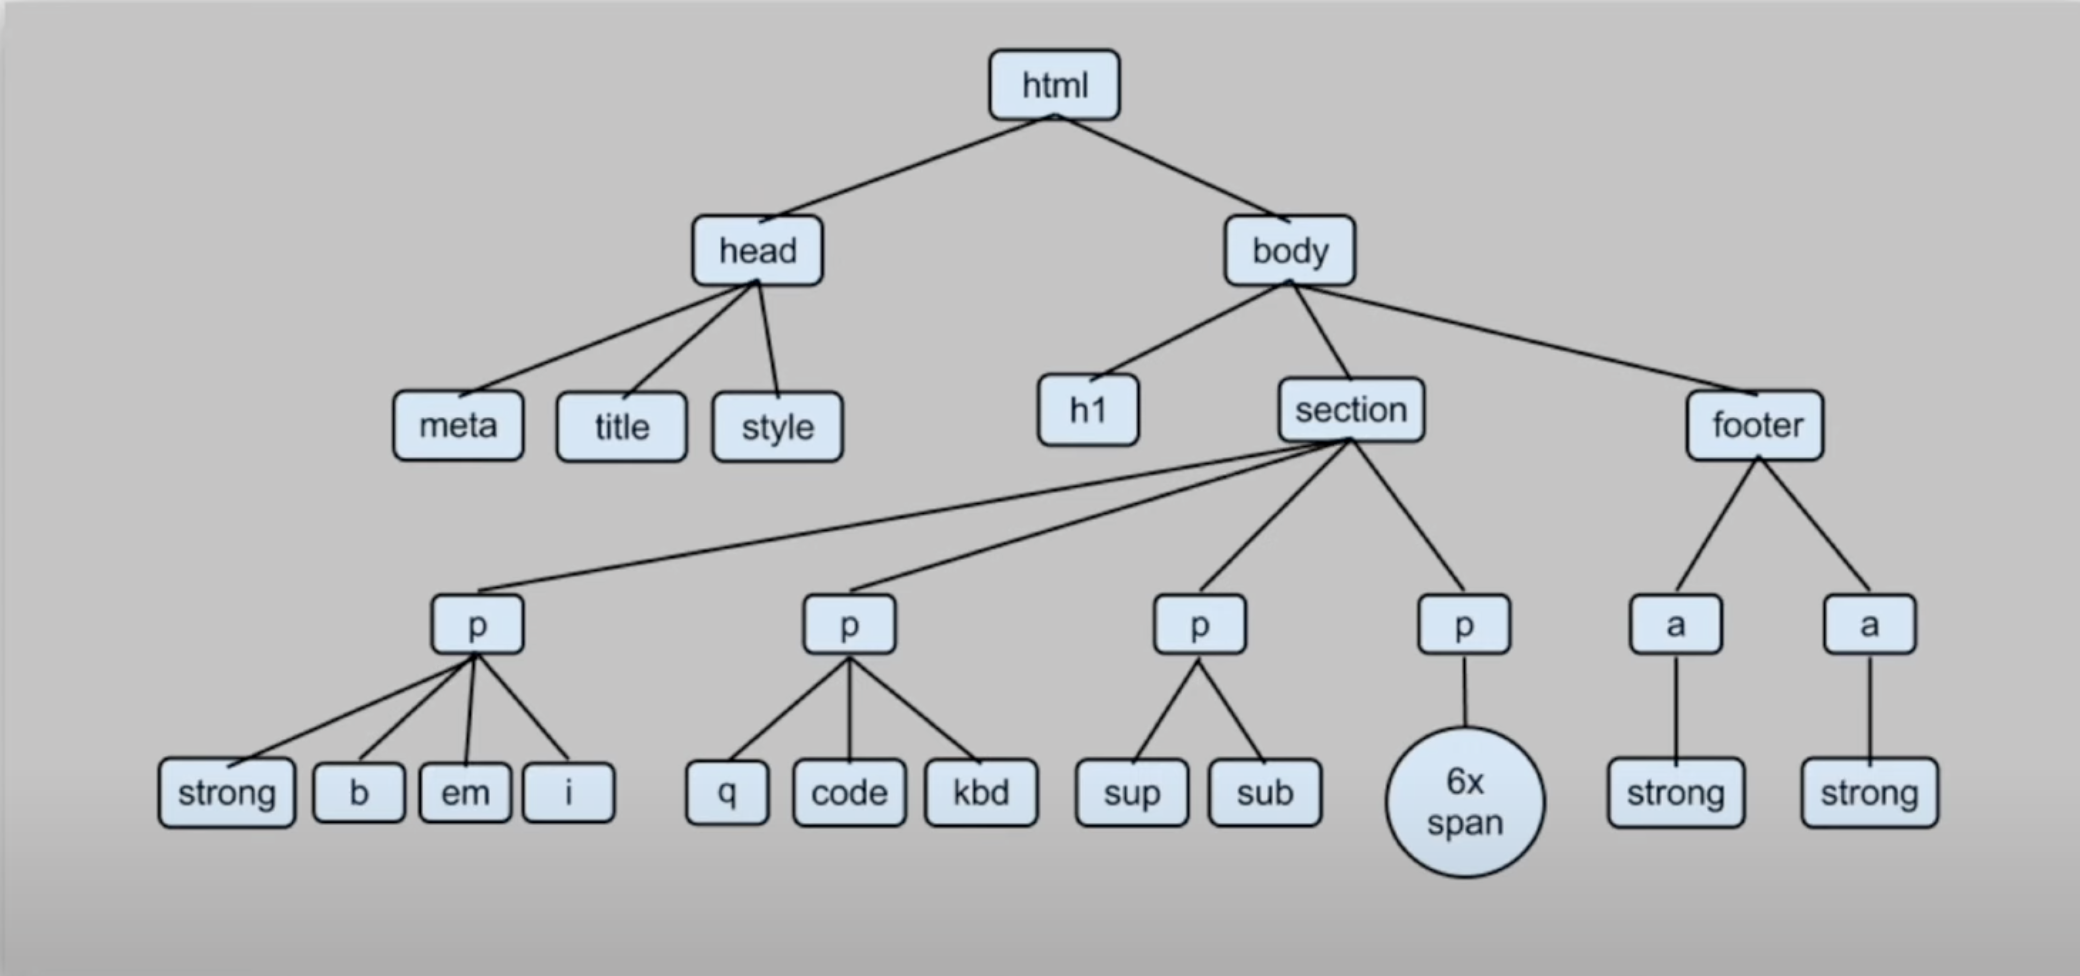 html
head
body
meta
title
style
h1
section
footer
p
p
p
p
a
a
strong
b
em
i
q
code
kbd
sup
sub
6x
span
strong
strong